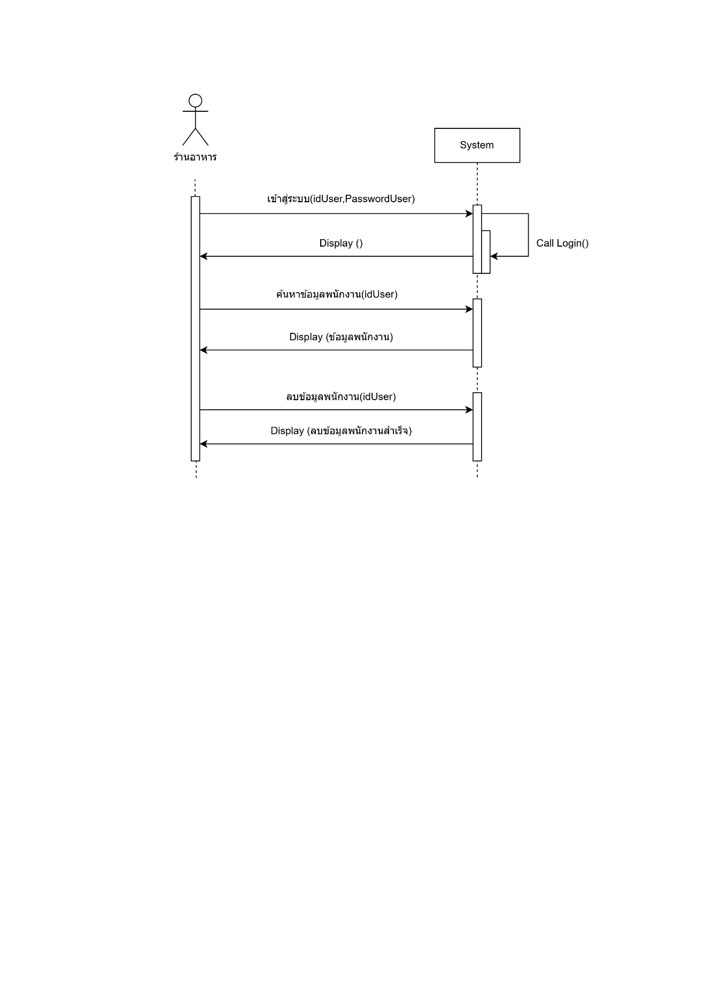 ร้านอาหาร
System
เข้าสู่ระบบ(idUser,PasswordUser)
Display ()
Call Login()
ค้นหาข้อมูลพนักงาน(idUser)
Display (ข้อมูลพนักงาน)
ลบข้อมูลพนักงาน(idUser)
Display (ลบข้อมูลพนักงานสำเร็จ)